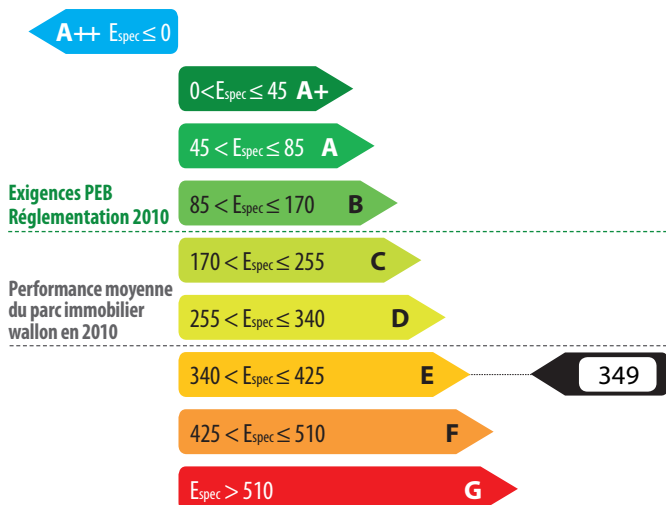 A++ Espec ≤ 0
0 < Espec ≤ 45 A+
45 < Espec ≤ 85 A
Exigences PEB
Réglementation 2010
85 < Espec ≤ 170 B
170 < Espec ≤ 255 C
Performance moyenne
du parc immobilier
wallon en 2010
255 < Espec ≤ 340 D
340 < Espec ≤ 425 E 349
425 < Espec ≤ 510 F
Espec > 510 G